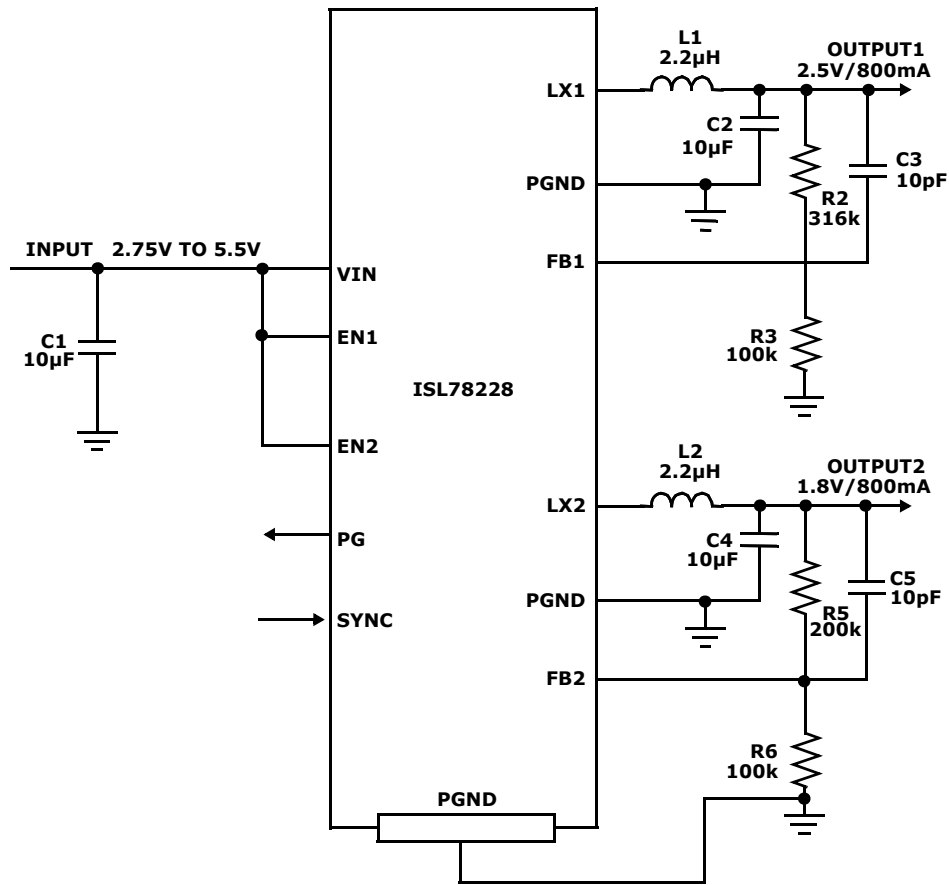 L1
2.2µH
OUTPUT1
2.5V/800mA
LX1
C2
10µF
C3
10pF
PGND
R2
316k
INPUT 2.75V TO 5.5V
FB1
VIN
C1
10µF
EN1
R3
100k
ISL78228
EN2
L2
2.2µH
OUTPUT2
1.8V/800mA
LX2
PG
C4
10µF
C5
10pF
PGND
R5
200k
SYNC
FB2
R6
100k
PGND